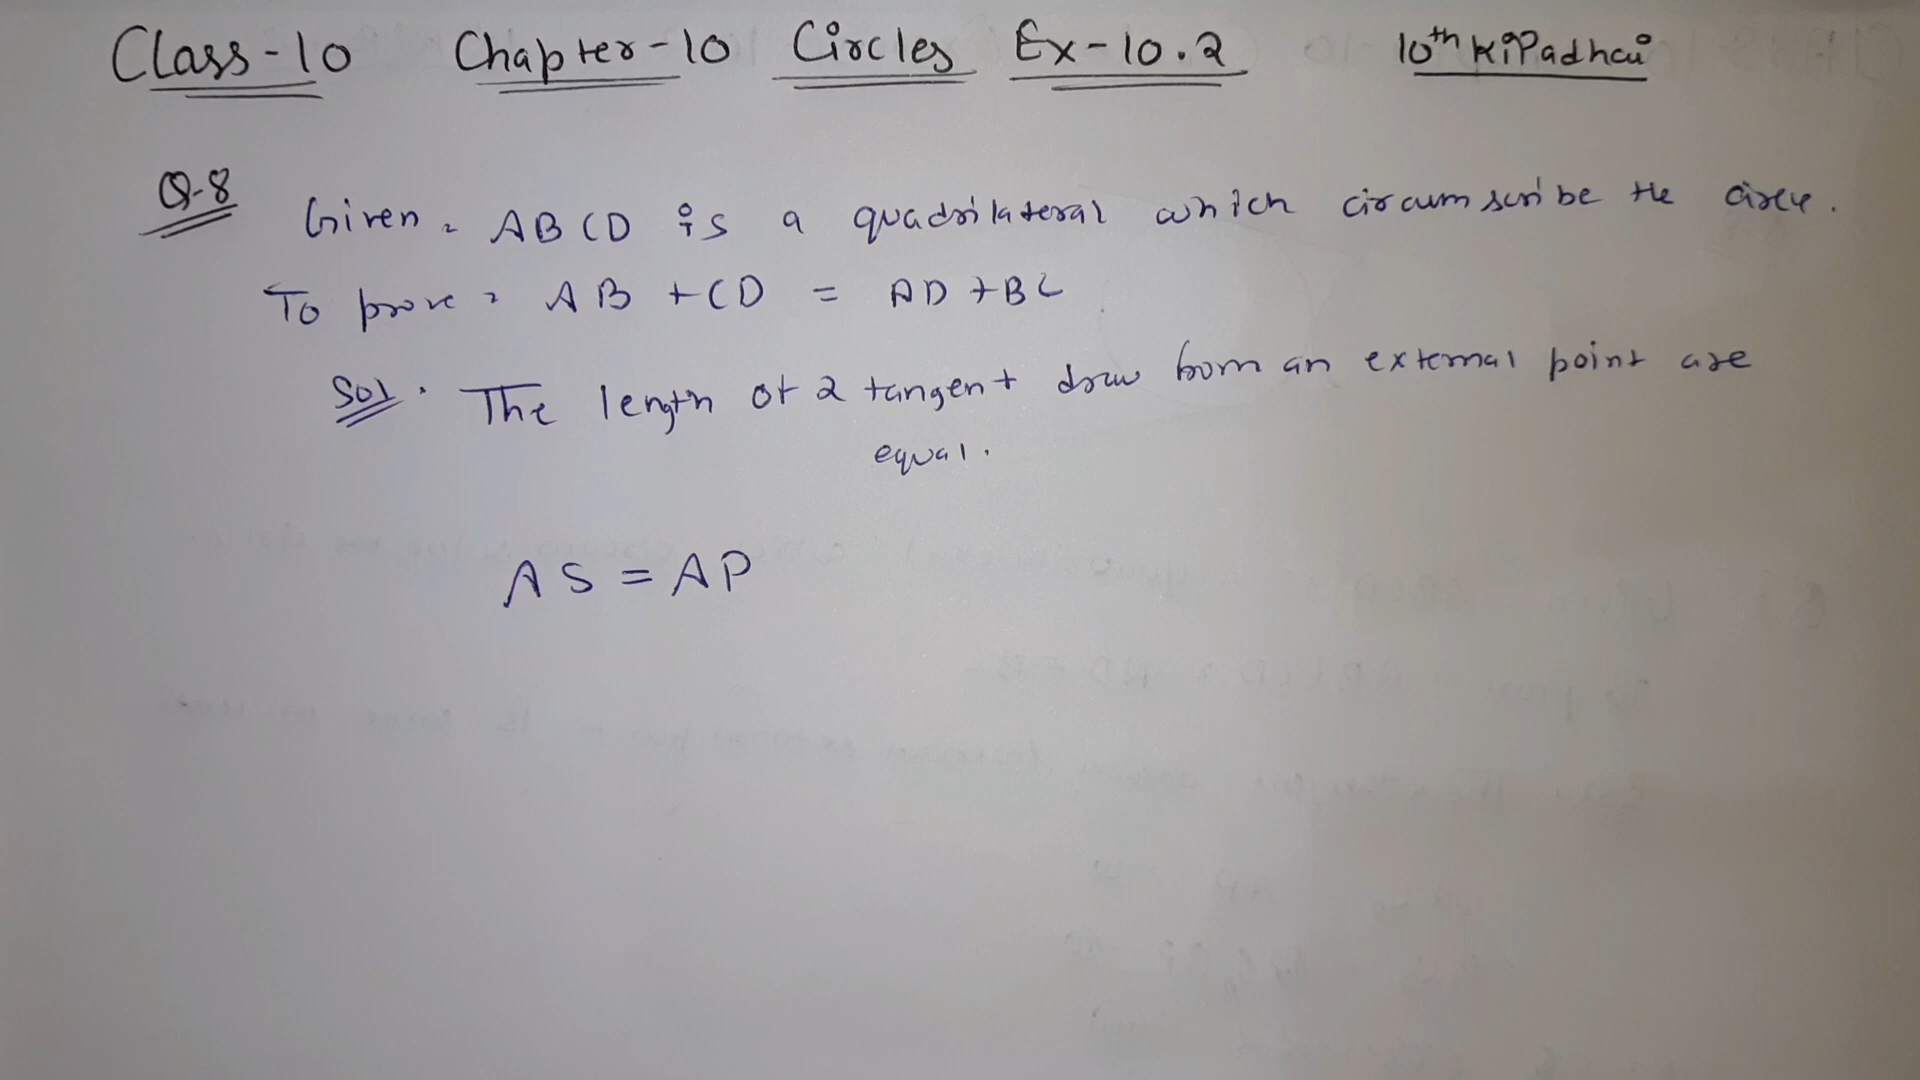 Class-10 Chapter-10 Circles Ex-10.2 10th KiPadhai
Q-8 Given = ABCD is a quadrilateral which circumscribe the circle.
To prove = AB + CD = AD + BC
Sol. The length of 2 tangent draw from an external point are
equal.
AS = AP